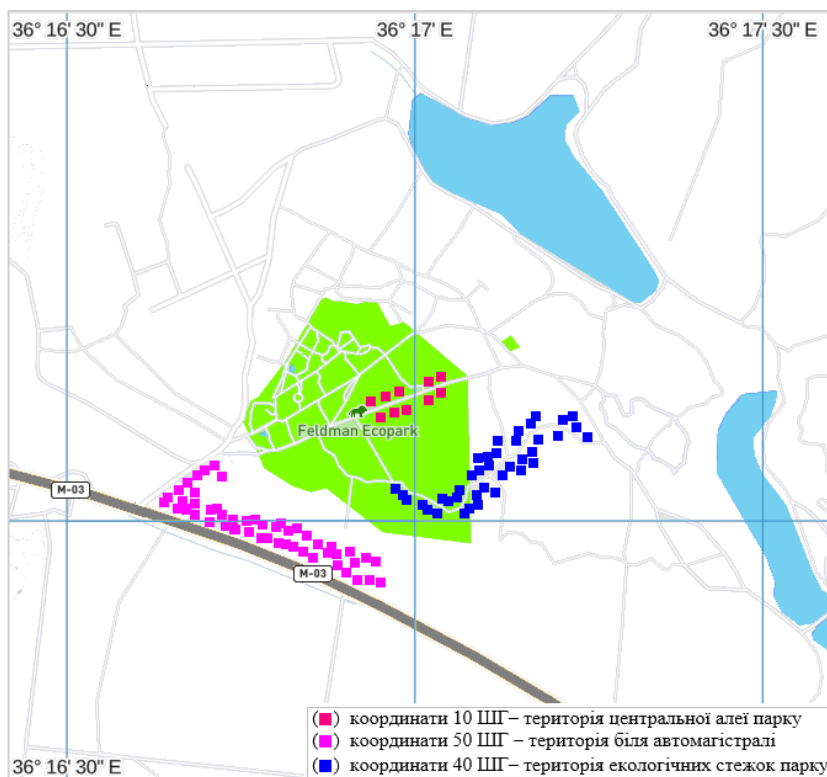 36° 16' 30" E 36° 17' E 36° 17' 30" E
Feldman Ecopark
M-03
M-03
(■) координати 10 ШГ– територія центральної алеї парку
(■) координати 50 ШГ – територія біля автомагістралі
36° 16' 30" E (■) координати 40 ШГ – територія екологічних стежок парку